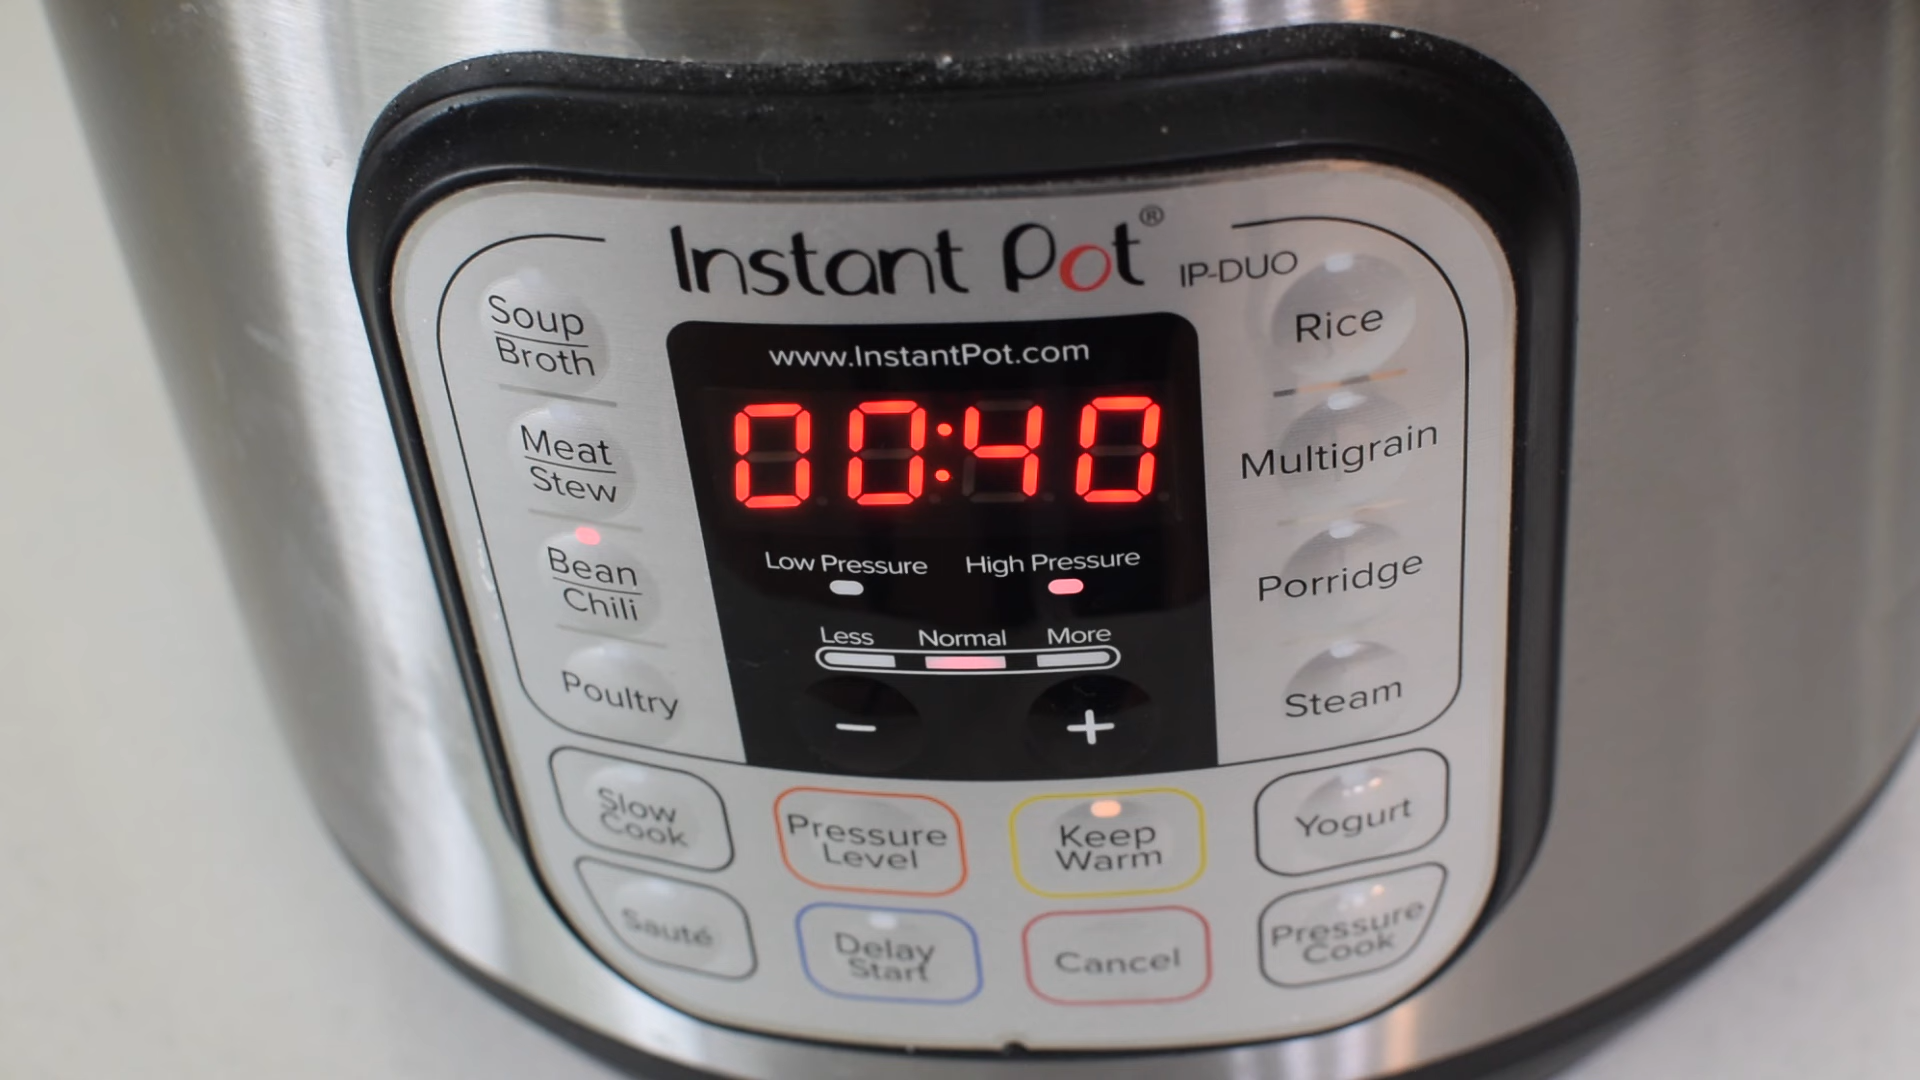 Instant Pot®
IP-DUO
www.InstantPot.com
00:40
Low Pressure
High Pressure
Less
Normal
More
−
+
Soup
Broth
Meat
Stew
Bean
Chili
Poultry
Rice
Multigrain
Porridge
Steam
Slow
Cook
Pressure
Level
Keep
Warm
Yogurt
Sauté
Delay
Start
Cancel
Pressure
Cook